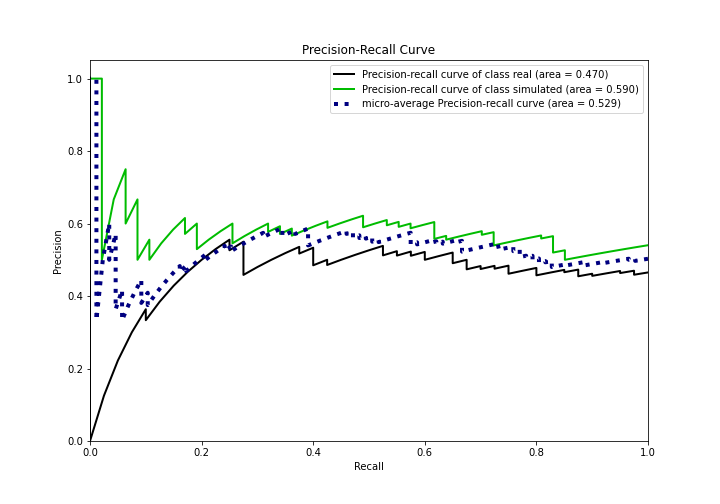 Precision-Recall Curve
Precision-recall curve of class real (area = 0.470)
Precision-recall curve of class simulated (area = 0.590)
micro-average Precision-recall curve (area = 0.529)
1.0
0.8
0.6
0.4
0.2
0.0
Precision
0.0 0.2 0.4 0.6 0.8 1.0
Recall